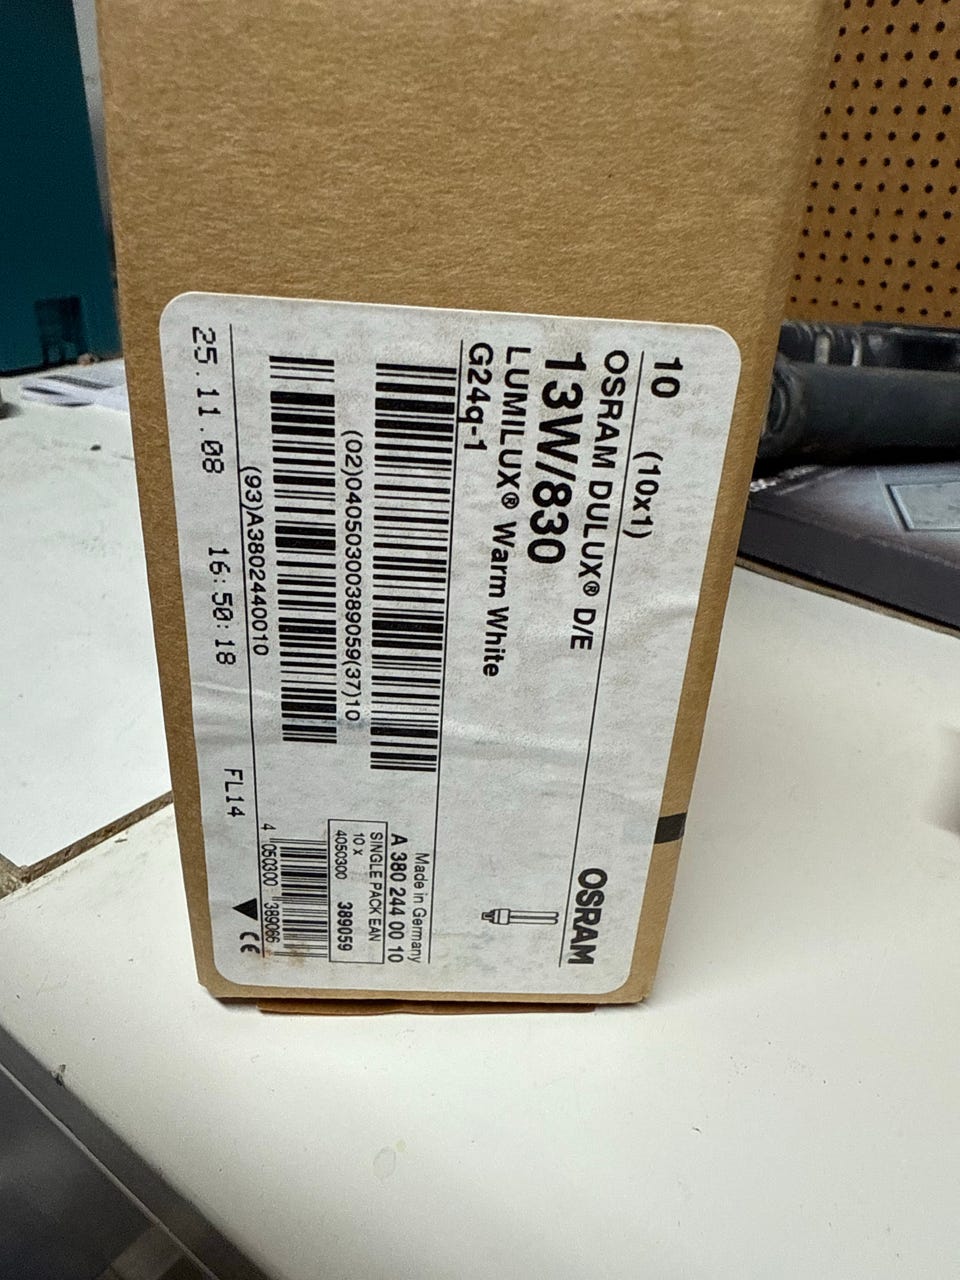 10 (10x1)
OSRAM DULUX® D/E
13W/830
LUMILUX® Warm White
G24q-1
OSRAM
(02)04050300389059(37)10
(93)A3802440010
Made in Germany
A 380 244 00 10
SINGLE PACK EAN
10 x
4050300 389059
4 050300 389066
CE
25.11.08 16:50:18 FL14